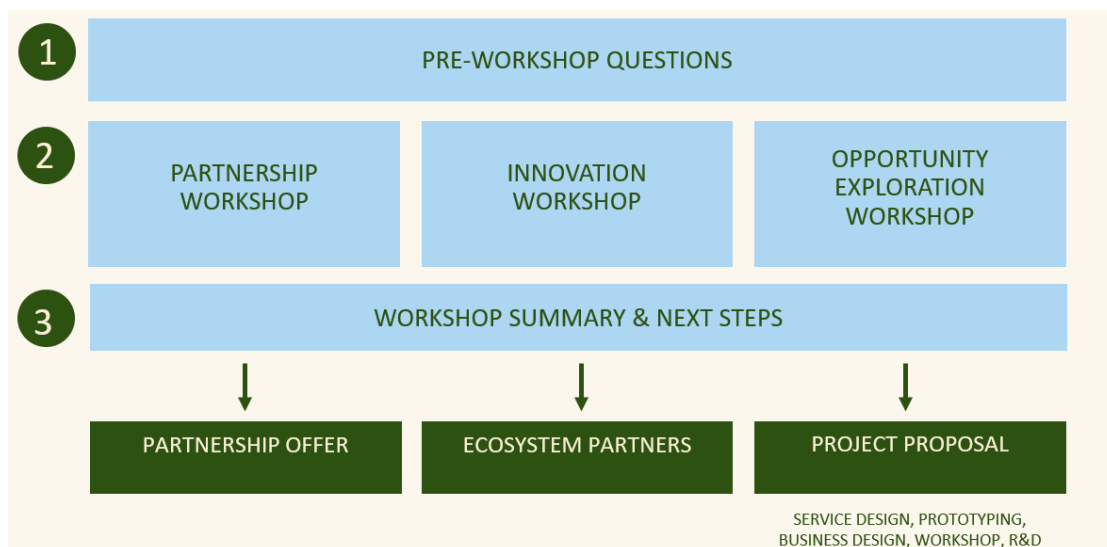 1
PRE-WORKSHOP QUESTIONS
2
PARTNERSHIP
WORKSHOP
INNOVATION
WORKSHOP
OPPORTUNITY
EXPLORATION
WORKSHOP
3
WORKSHOP SUMMARY & NEXT STEPS
PARTNERSHIP OFFER
ECOSYSTEM PARTNERS
PROJECT PROPOSAL
SERVICE DESIGN, PROTOTYPING,
BUSINESS DESIGN, WORKSHOP, R&D